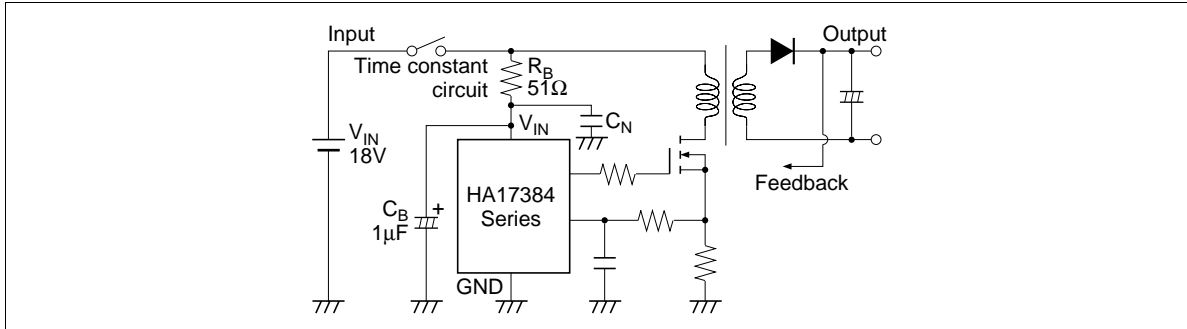 Input
Output
Time constant
circuit
R_B
51Ω
C_N
V_IN
V_IN
18V
HA17384
Series
Feedback
C_B
+
1μF
GND